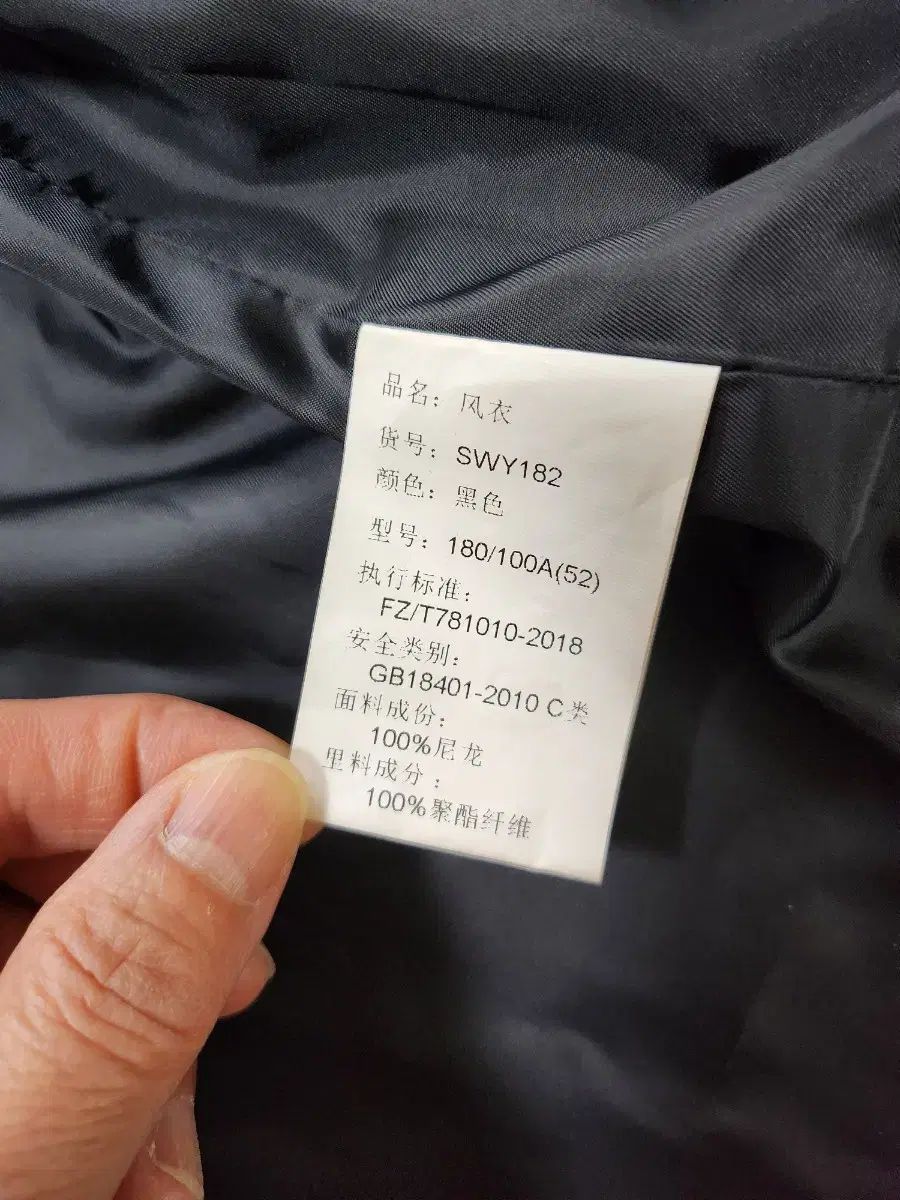 品名：风衣
货号：SWY182
颜色：黑色
型号：180/100A(52)
执行标准：
FZ/T781010-2018
安全类别：
GB18401-2010 C类
面料成份：
100%尼龙
里料成分：
100%聚酯纤维